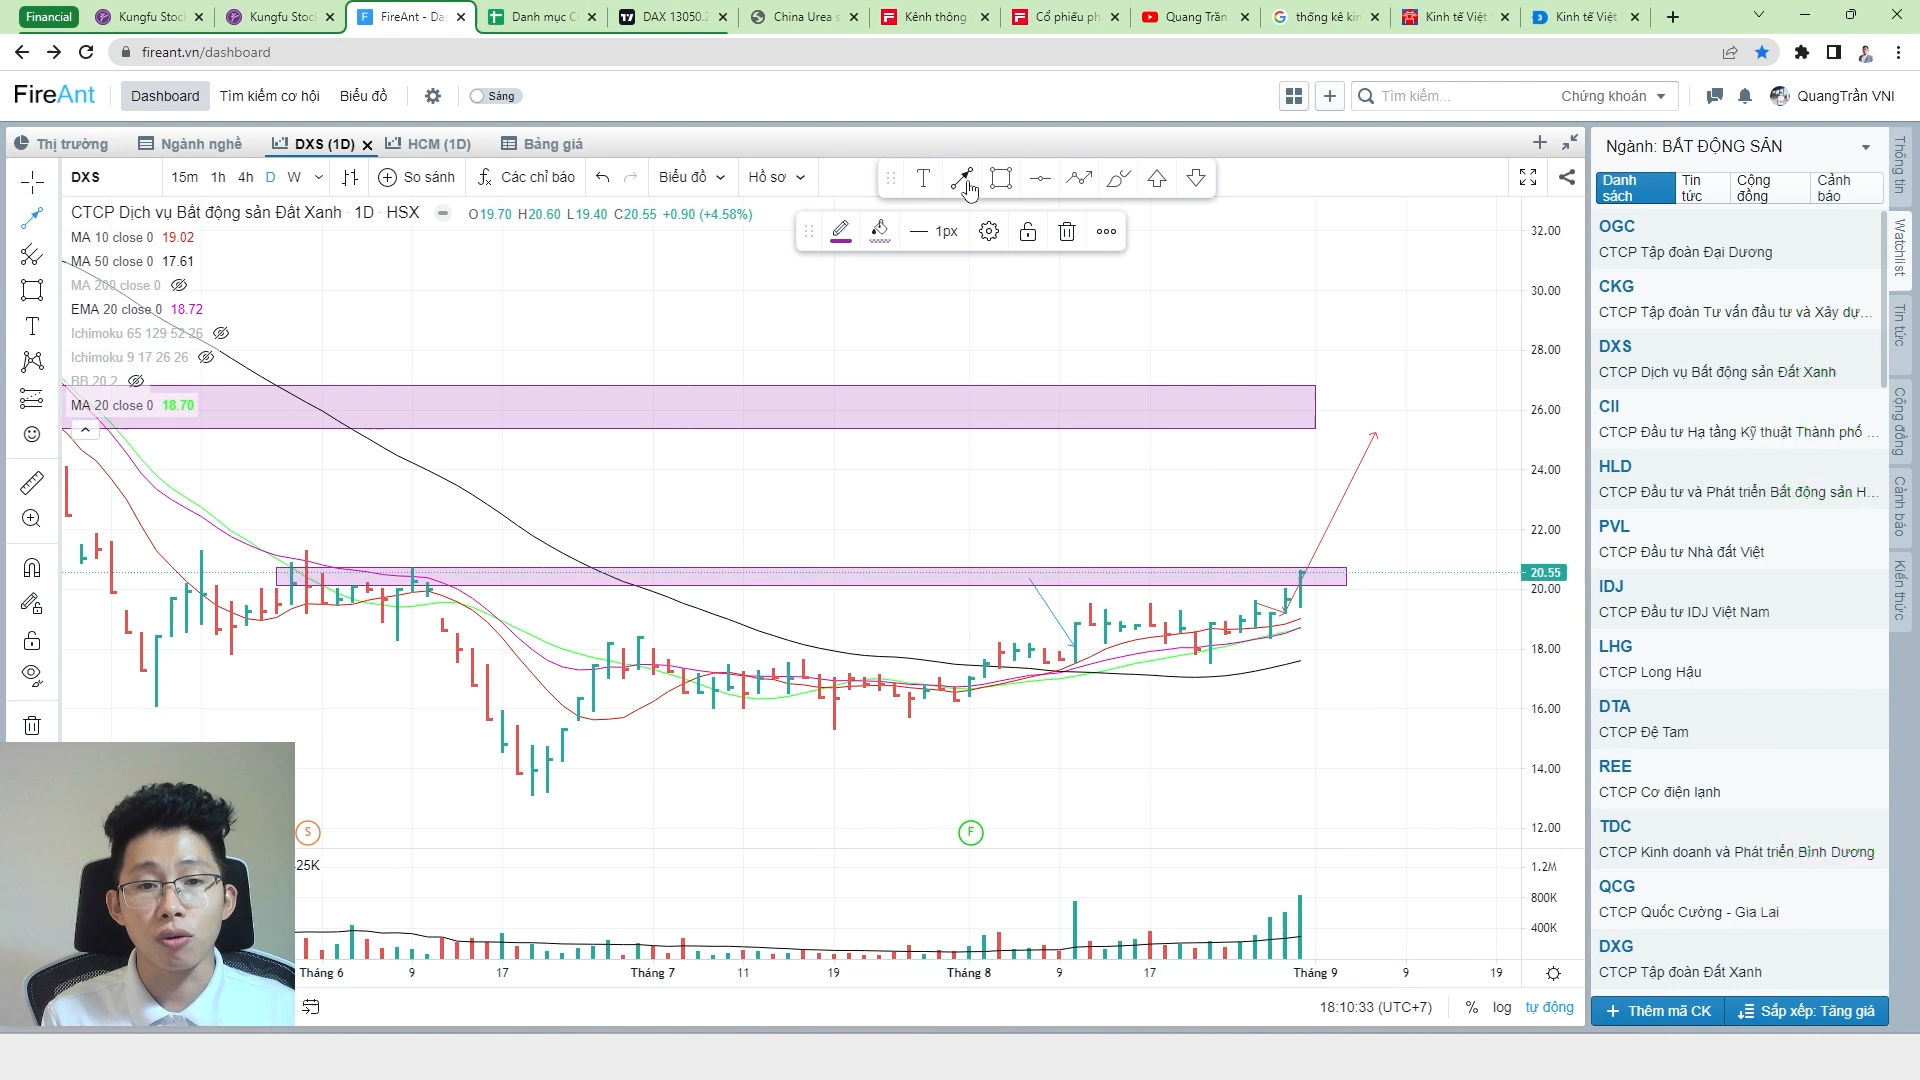 Financial
Kungfu Stoc
Kungfu Stoc
FireAnt - Das
Danh mục C
DAX 13050.2
China Urea s
Kênh thông
Cổ phiếu ph
Quang Trần
thống kê kin
Kinh tế Việt
Kinh tế Việt
fireant.vn/dashboard
FireAnt
Dashboard
Tìm kiếm cơ hội
Biểu đồ
Sáng
Tìm kiếm...
Chứng khoán
QuangTrần VNI
Thị trường
Ngành nghề
DXS (1D)
HCM (1D)
Bảng giá
DXS
15m 1h 4h D W
So sánh
Các chỉ báo
Biểu đồ
Hồ sơ
CTCP Dịch vụ Bất động sản Đất Xanh · 1D · HSX
O19.70 H20.60 L19.40 C20.55 +0.90 (+4.58%)
1px
MA 10 close 0 19.02
MA 50 close 0 17.61
MA 200 close 0
EMA 20 close 0 18.72
Ichimoku 65 129 52 26
Ichimoku 9 17 26 26
BB 20 2
MA 20 close 0 18.70
32.00
30.00
28.00
26.00
24.00
22.00
20.55
20.00
18.00
16.00
14.00
12.00
S
F
25K
1.2M
800K
400K
Tháng 6 9 17 Tháng 7 11 19 Tháng 8 9 17 Tháng 9 9 19
18:10:33 (UTC+7)
%
log
tự động
Ngành: BẤT ĐỘNG SẢN
Danh sách
Tin tức
Cộng đồng
Cảnh báo
OGC
CTCP Tập đoàn Đại Dương
CKG
CTCP Tập đoàn Tư vấn đầu tư và Xây dự...
DXS
CTCP Dịch vụ Bất động sản Đất Xanh
CII
CTCP Đầu tư Hạ tầng Kỹ thuật Thành phố ...
HLD
CTCP Đầu tư và Phát triển Bất động sản H...
PVL
CTCP Đầu tư Nhà đất Việt
IDJ
CTCP Đầu tư IDJ Việt Nam
LHG
CTCP Long Hậu
DTA
CTCP Đệ Tam
REE
CTCP Cơ điện lạnh
TDC
CTCP Kinh doanh và Phát triển Bình Dương
QCG
CTCP Quốc Cường - Gia Lai
DXG
CTCP Tập đoàn Đất Xanh
Thêm mã CK
Sắp xếp: Tăng giá
Thông tin
Watchlist
Tin tức
Cộng đồng
Cảnh báo
Kiến thức